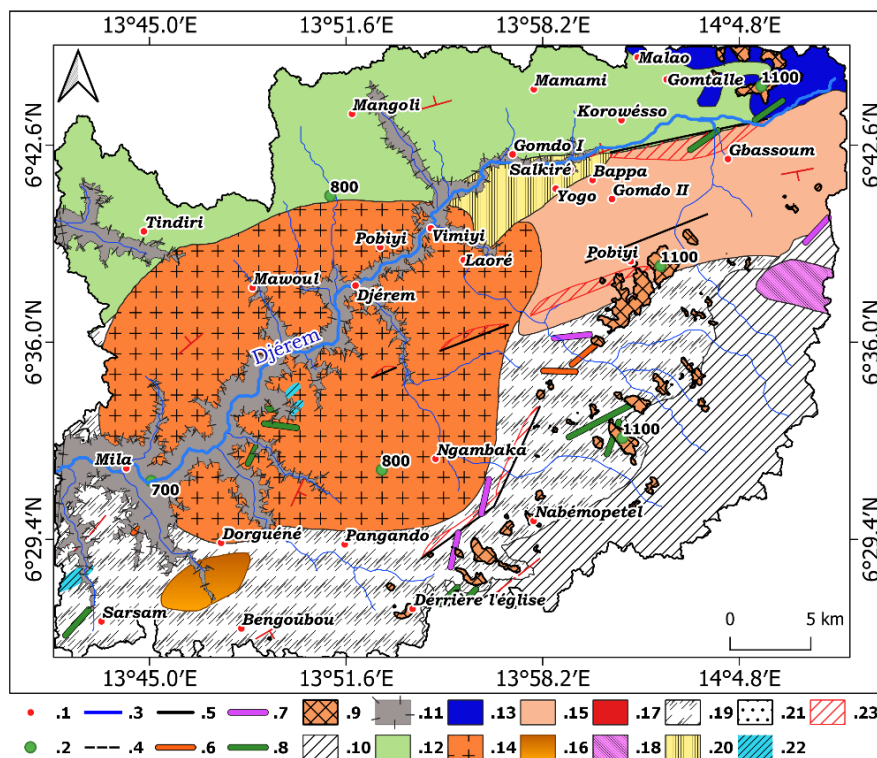 13°45.0′E 13°51.6′E 13°58.2′E 14°4.8′E
Malao
Gomtalle
1100
Mamami
Mangoli
Korowésso
6°42.6′N
6°42.6′N
Gomdo I
Gbassoum
Salkiré
Bappa
800
Yogo
Gomdo II
Tindiri
Vimiyi
Pobiyi
Pobiyi
Laoré
1100
Mawoul
Djérem
6°36.0′N
6°36.0′N
Djérem
1100
Ngambaka
Mila
800
700
Nabémopetel
6°29.4′N
6°29.4′N
Dorguéné
Pangando
Derrière l'église
Sarsam
Bengoubou
0 5 km
13°45.0′E 13°51.6′E 13°58.2′E 14°4.8′E
.1 .3 .5 .7 .9 .11 .13 .15 .17 .19 .21 .23
.2 .4 .6 .8 .10 .12 .14 .16 .18 .20 .22